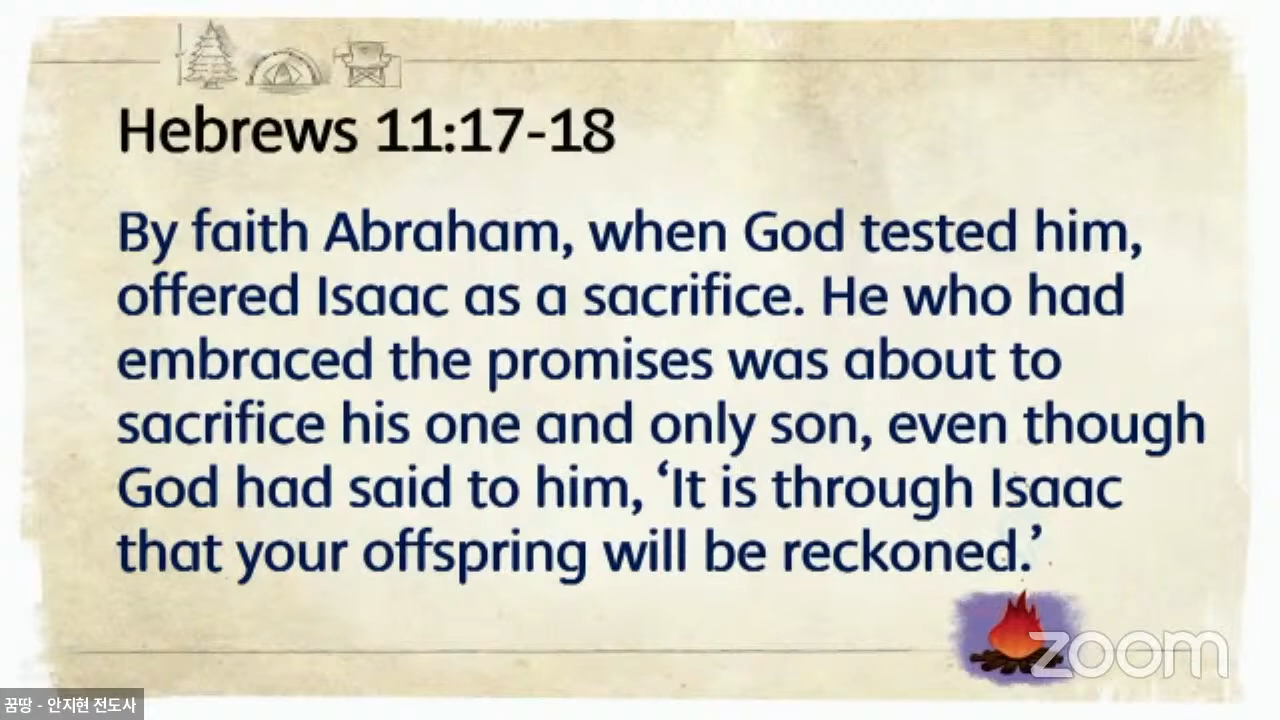 Hebrews 11:17-18
By faith Abraham, when God tested him,
offered Isaac as a sacrifice. He who had
embraced the promises was about to
sacrifice his one and only son, even though
God had said to him, ‘It is through Isaac
that your offspring will be reckoned.’
zoom
꿈땅 - 안지현 전도사